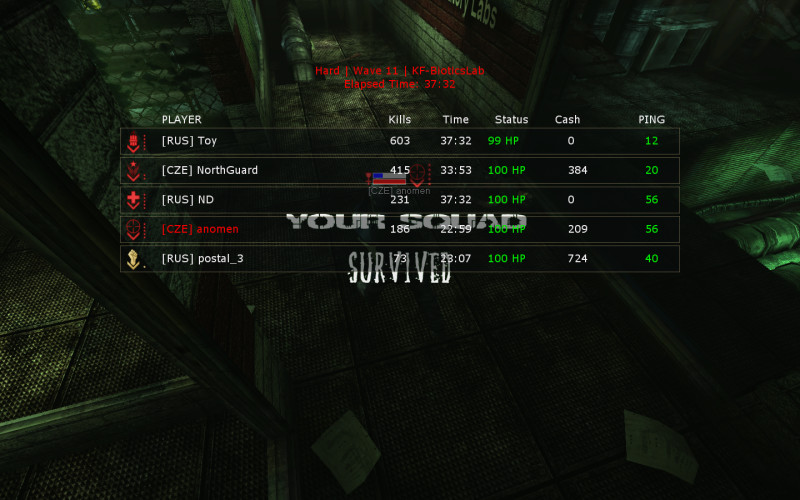 ory Labs
Hard | Wave 11 | KF-BioticsLab
Elapsed Time: 37:32
PLAYER Kills Time Status Cash PING
[RUS] Toy 603 37:32 99 HP 0 12
[CZE] NorthGuard 415 33:53 100 HP 384 20
[CZE] anomen
[RUS] ND 231 37:32 100 HP 0 56
YOUR SQUAD
[CZE] anomen 186 22:59 100 HP 209 56
[RUS] postal_3 73 23:07 100 HP 724 40
SURVIVED